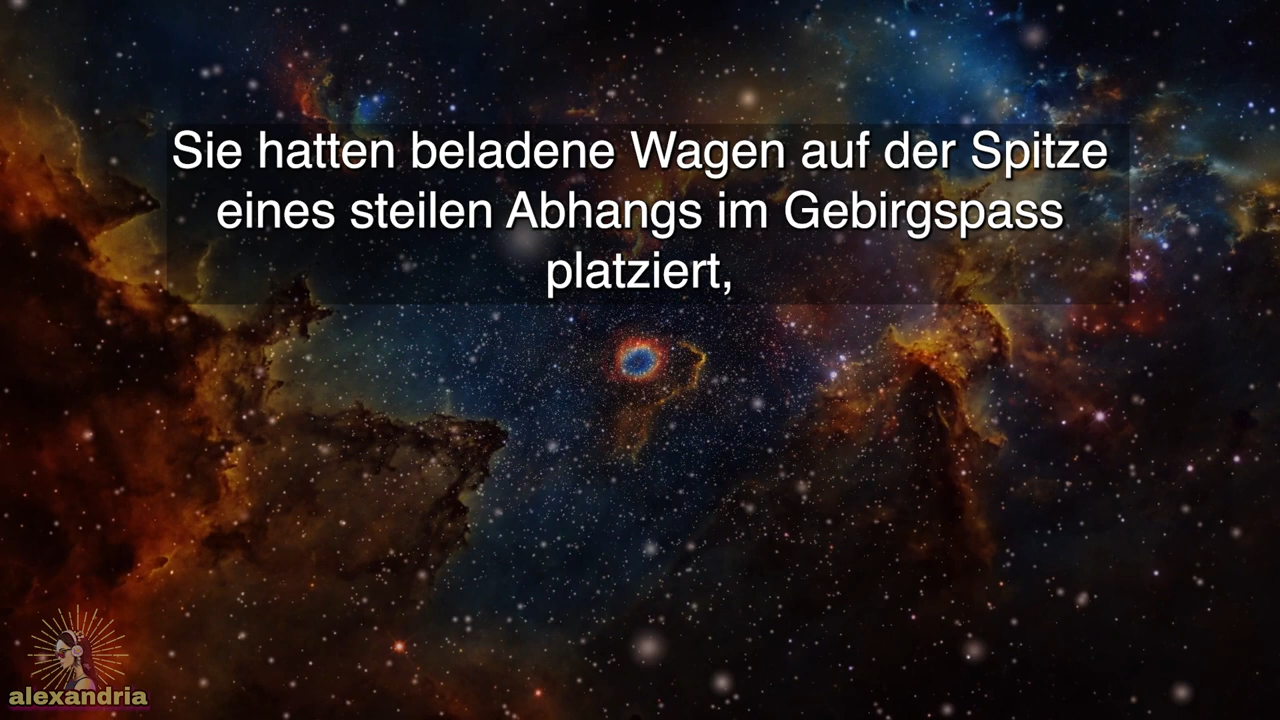 Sie hatten beladene Wagen auf der Spitze
eines steilen Abhangs im Gebirgspass
platziert,
alexandria